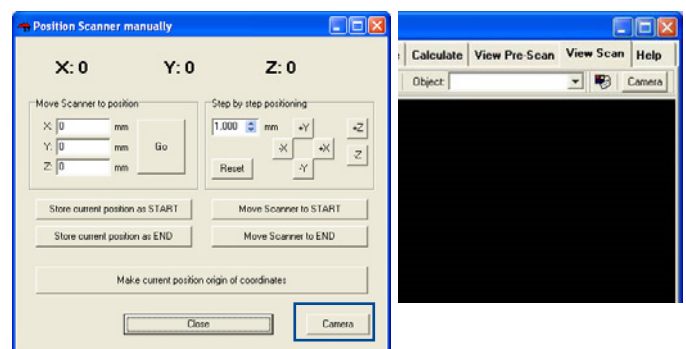 Position Scanner manually
X: 0 Y: 0 Z: 0
Move Scanner to position
X: 0 mm
Y: 0 mm
Z: 0 mm
Go
Step by step positioning
1.000 mm +Y +Z
-X +X -Z
Reset -Y
Store current position as START Move Scanner to START
Store current position as END Move Scanner to END
Make current position origin of coordinates
Close Camera
Calculate View Pre-Scan View Scan Help
Object: Camera